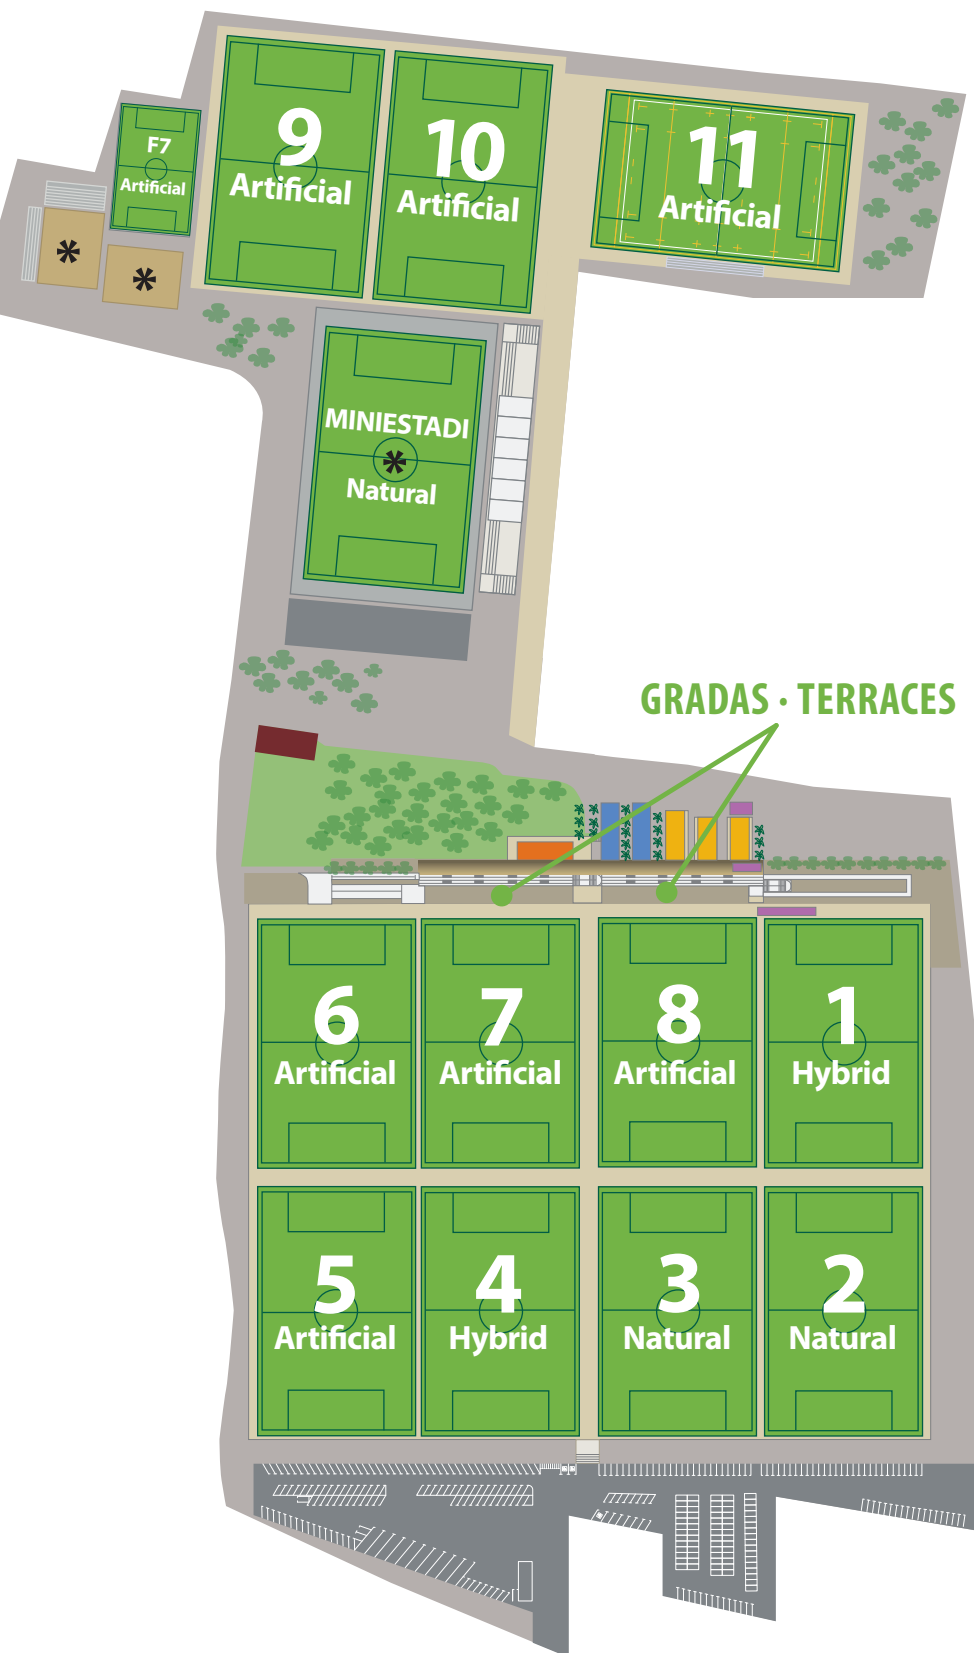 9
Artificial
10
Artificial
11
Artificial
F7
Artificial
*
*
MINIESTADI
*
Natural
GRADAS · TERRACES
6
Artificial
7
Artificial
8
Artificial
1
Hybrid
5
Artificial
4
Hybrid
3
Natural
2
Natural